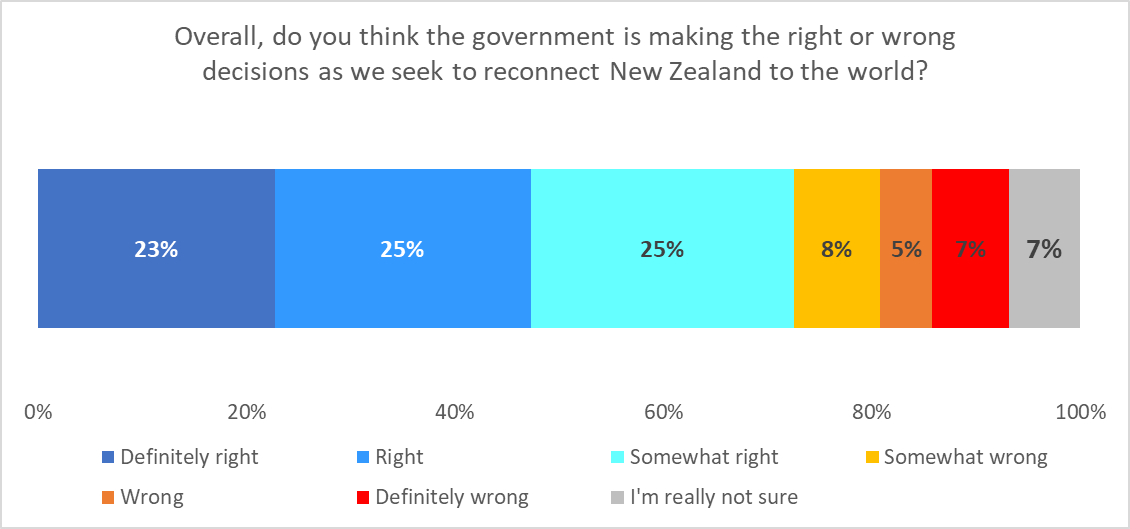 Overall, do you think the government is making the right or wrong
decisions as we seek to reconnect New Zealand to the world?
23% 25% 25% 8% 5% 7% 7%
0% 20% 40% 60% 80% 100%
Definitely right Right Somewhat right Somewhat wrong
Wrong Definitely wrong I'm really not sure